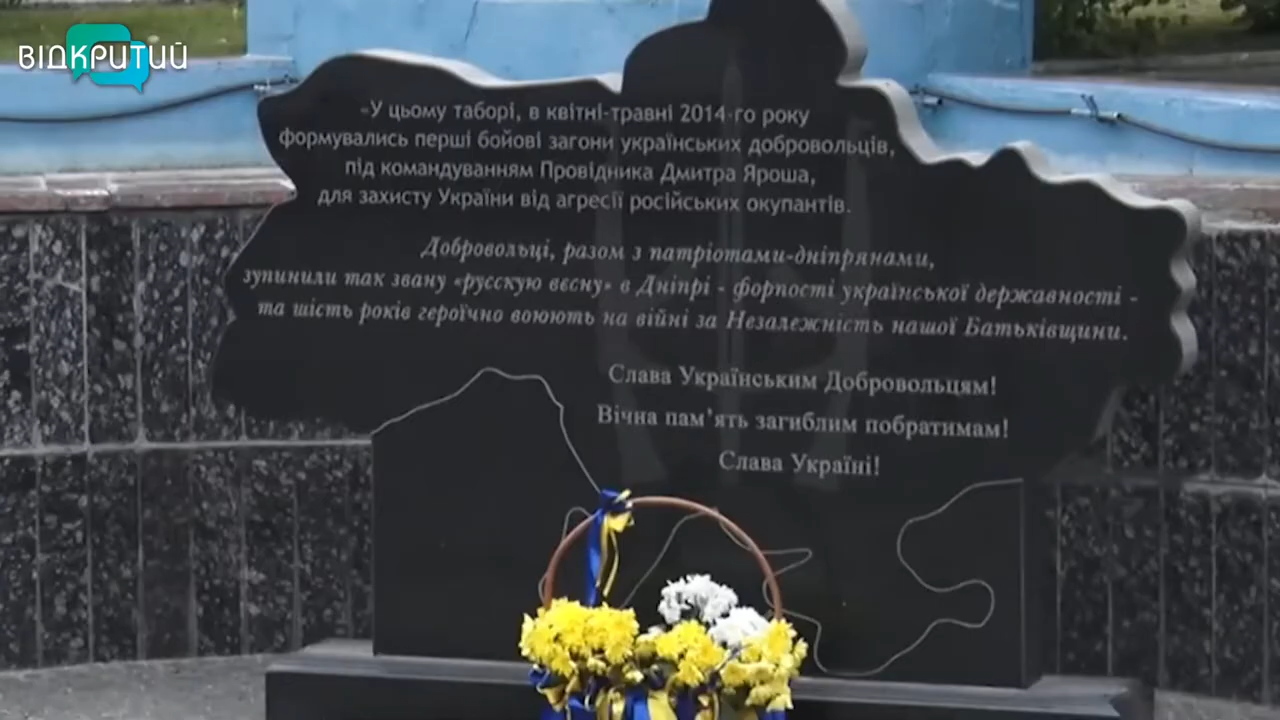 ВІДКРИТИЙ
«У цьому таборі, в квітні-травні 2014-го року
формувались перші бойові загони українських добровольців,
під командуванням Провідника Дмитра Яроша,
для захисту України від агресії російських окупантів.
Добровольці, разом з патріотами-дніпрянами,
зупинили так звану «русскую вєсну» в Дніпрі - форпості української державності -
та шість років героїчно воюють на війні за Незалежність нашої Батьківщини.
Слава Українським Добровольцям!
Вічна пам’ять загиблим побратимам!
Слава Україні!